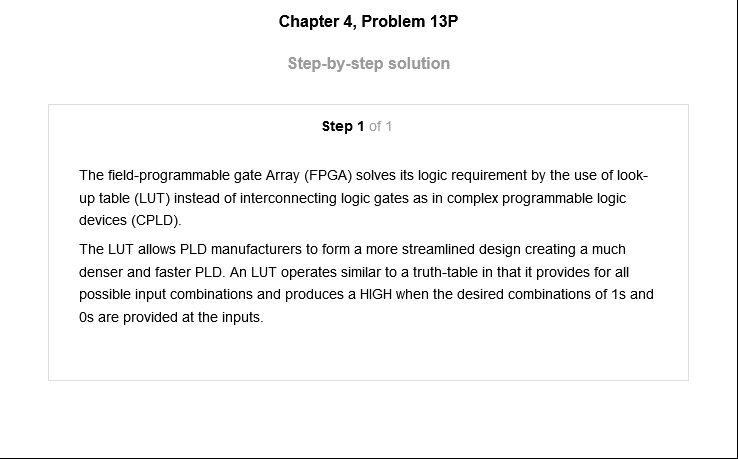 Chapter 4, Problem 13P
Step-by-step solution
Step 1 of 1
The field-programmable gate Array (FPGA) solves its logic requirement by the use of look-
up table (LUT) instead of interconnecting logic gates as in complex programmable logic
devices (CPLD).
The LUT allows PLD manufacturers to form a more streamlined design creating a much
denser and faster PLD. An LUT operates similar to a truth-table in that it provides for all
possible input combinations and produces a HIGH when the desired combinations of 1s and
0s are provided at the inputs.